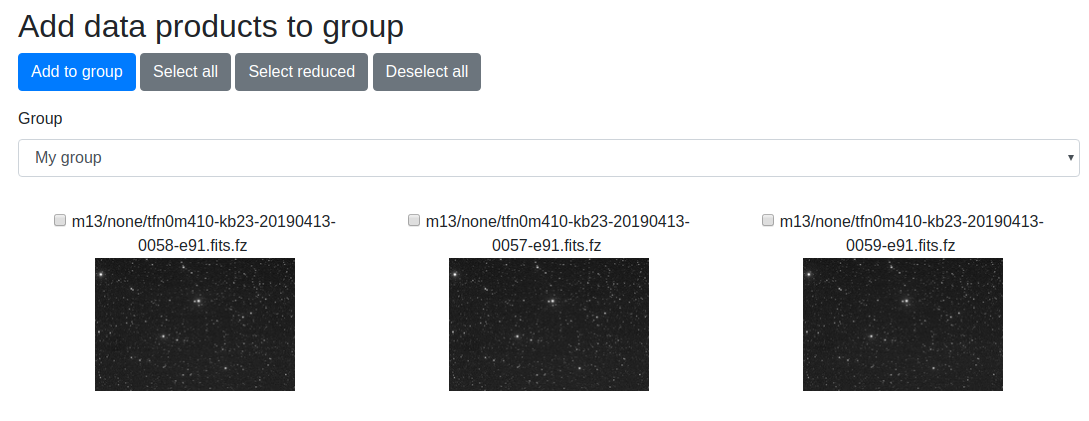 Add data products to group
Add to group Select all Select reduced Deselect all
Group
My group
m13/none/tfn0m410-kb23-20190413-
0058-e91.fits.fz
m13/none/tfn0m410-kb23-20190413-
0057-e91.fits.fz
m13/none/tfn0m410-kb23-20190413-
0059-e91.fits.fz